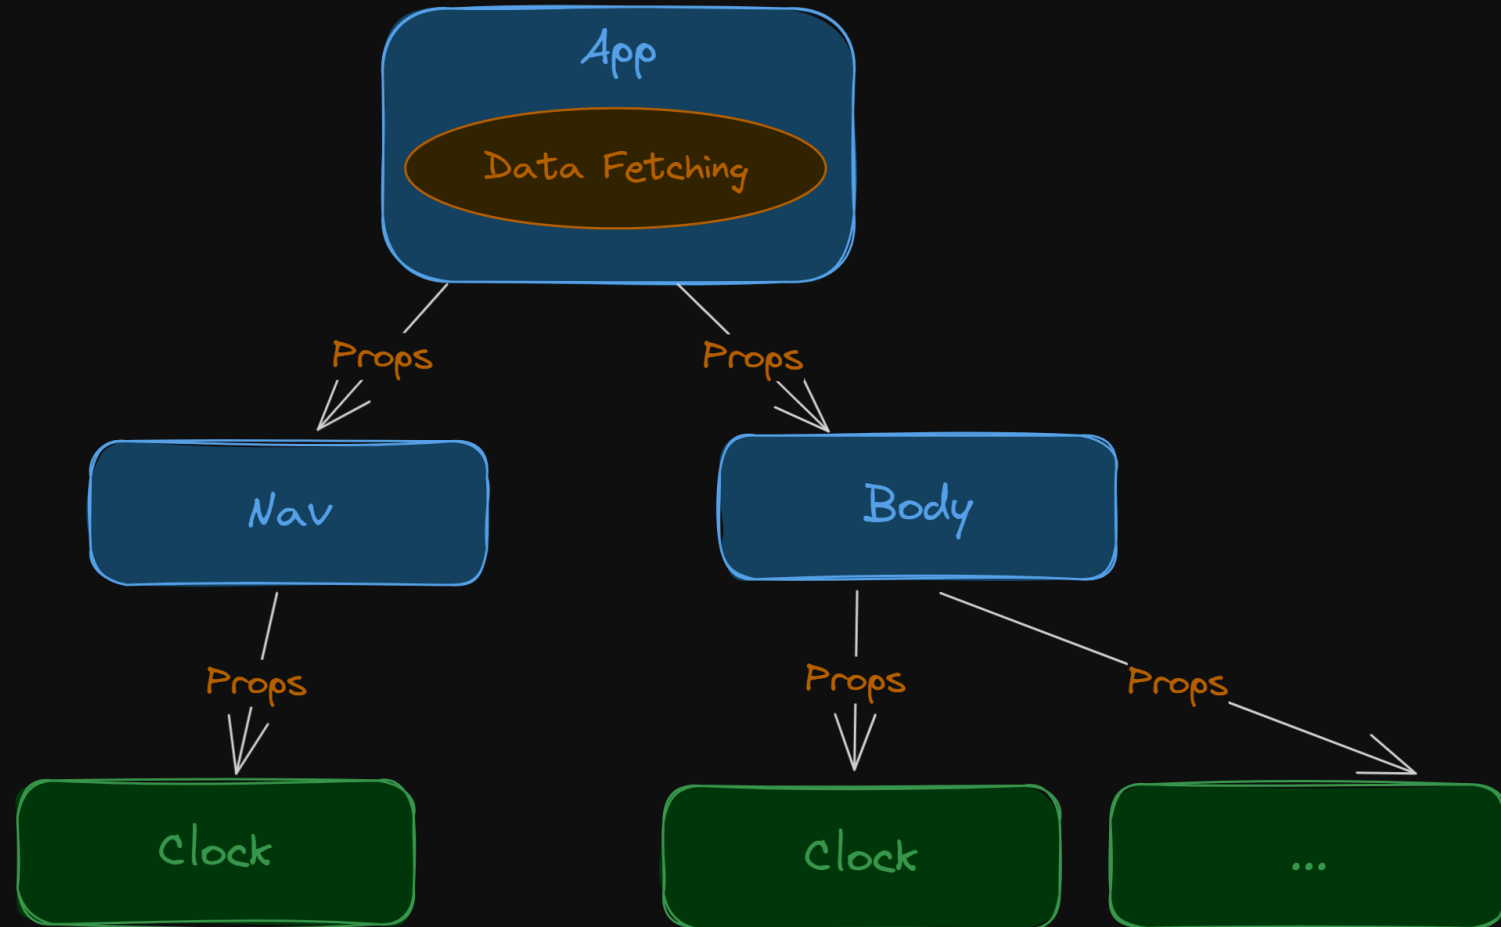 App
Data Fetching
Props
Props
Nav
Body
Props
Props
Props
Clock
Clock
...